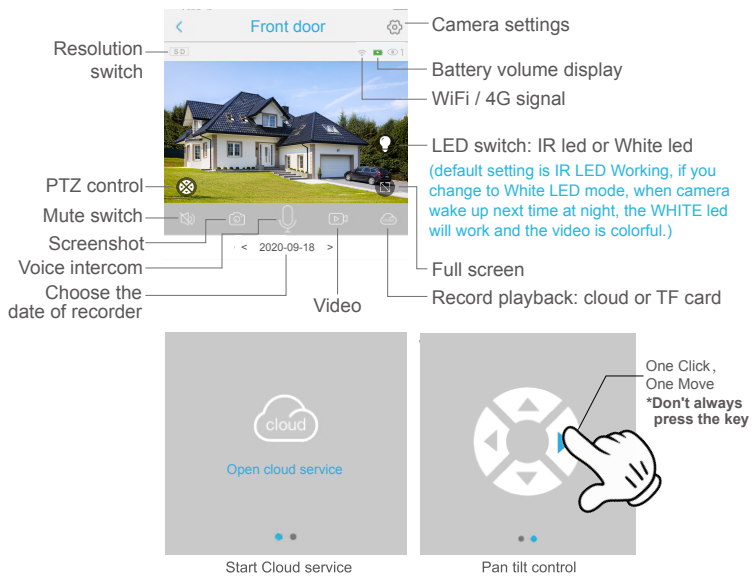 Front door
Camera settings
Resolution
switch
SD
1
Battery volume display
WiFi / 4G signal
LED switch: IR led or White led
(default setting is IR LED Working, if you
change to White LED mode, when camera
wake up next time at night, the WHITE led
will work and the video is colorful.)
PTZ control
Mute switch
Screenshot
Voice intercom
Choose the
date of recorder
< 2020-09-18 >
Video
Full screen
Record playback: cloud or TF card
cloud
Open cloud service
Start Cloud service
One Click,
One Move
*Don't always
press the key
Pan tilt control